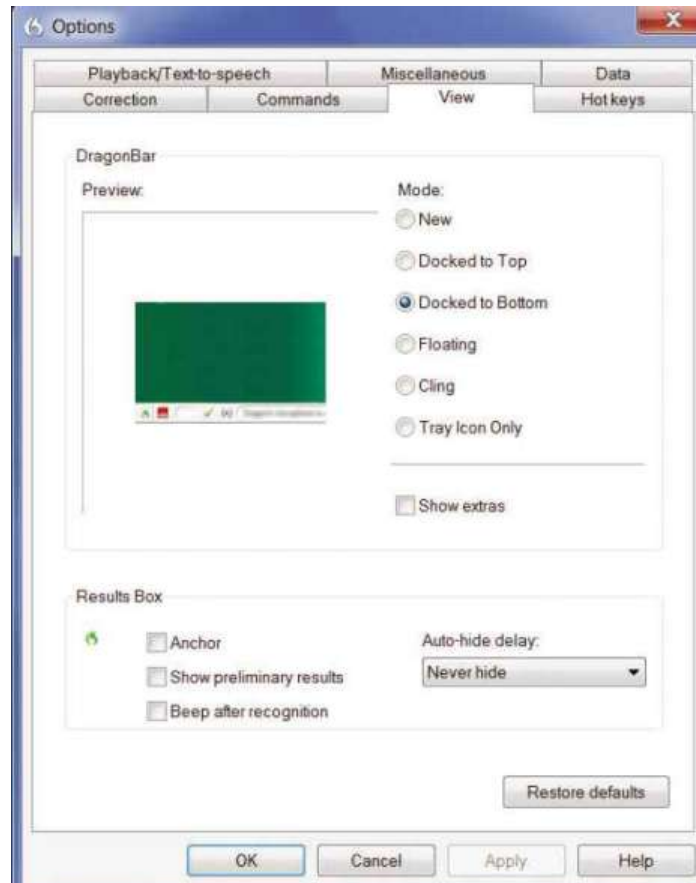 Options
Playback/Text-to-speech Miscellaneous Data
Correction Commands View Hot keys
DragonBar
Preview: Mode:
New
Docked to Top
Docked to Bottom
Floating
Cling
Tray Icon Only
Show extras
Results Box
Anchor Auto-hide delay:
Show preliminary results Never hide
Beep after recognition
Restore defaults
OK Cancel Apply Help